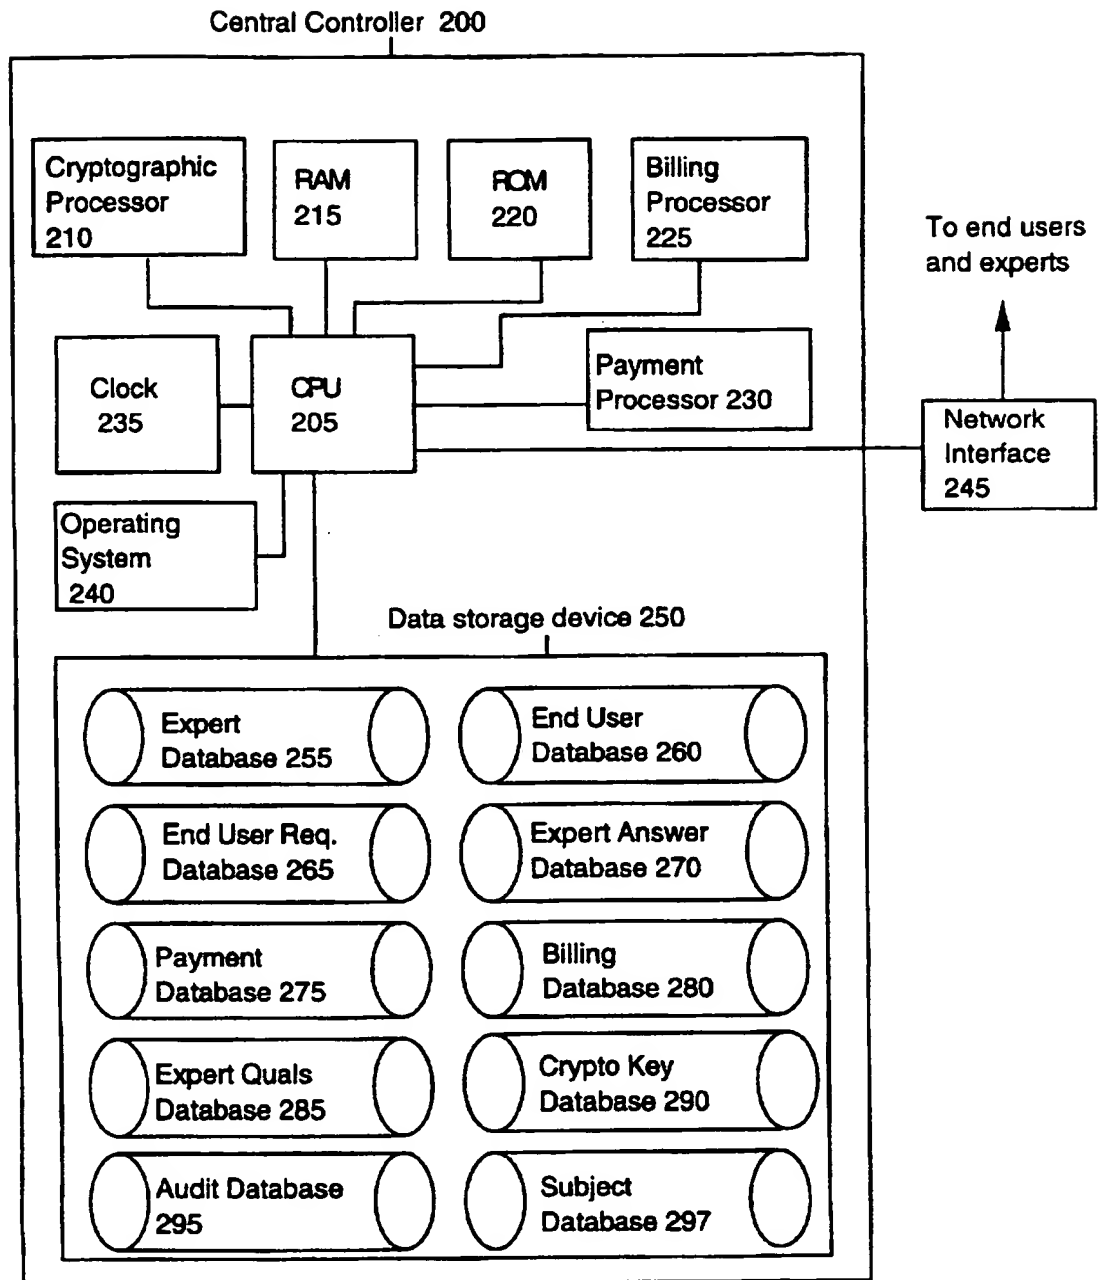 Central Controller 200
Cryptographic
Processor
210
RAM
215
ROM
220
Billing
Processor
225
To end users
and experts
Clock
235
CPU
205
Payment
Processor 230
Network
Interface
245
Operating
System
240
Data storage device 250
Expert
Database 255
End User
Database 260
End User Req.
Database 265
Expert Answer
Database 270
Payment
Database 275
Billing
Database 280
Expert Quals
Database 285
Crypto Key
Database 290
Audit Database
295
Subject
Database 297